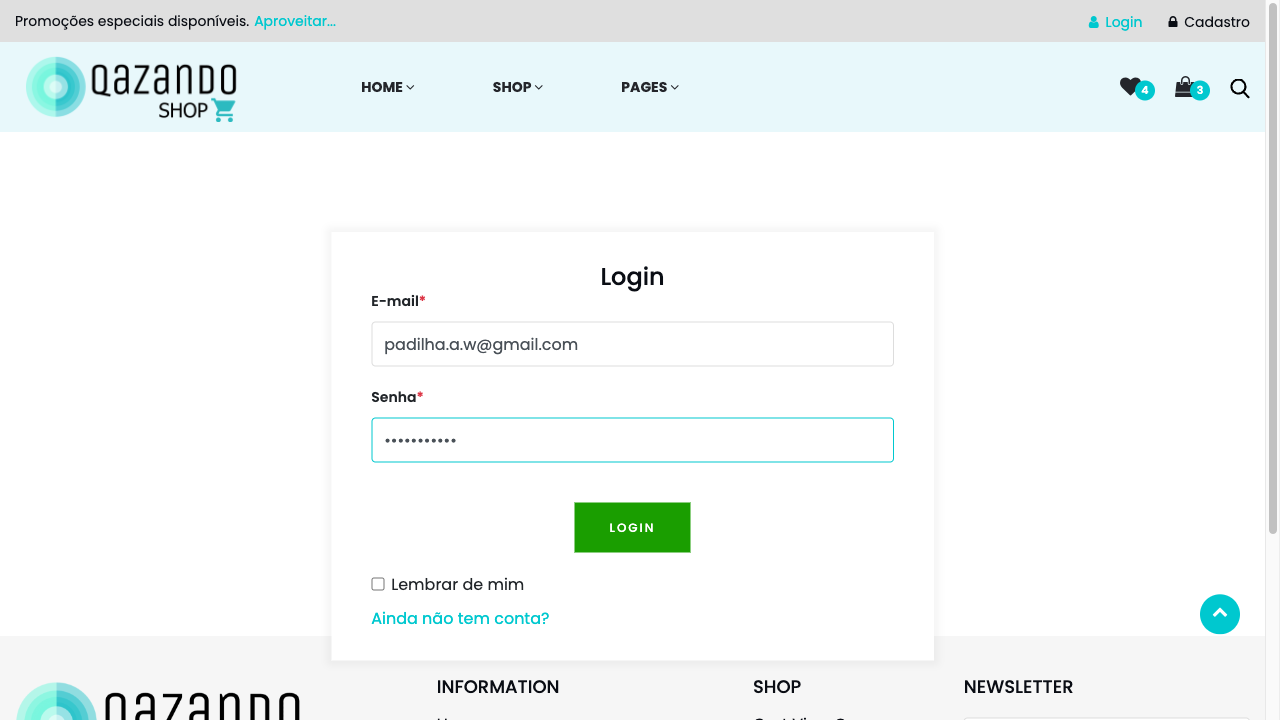 Promoções especiais disponíveis. Aproveitar...
Login
Cadastro
QAZANDO
SHOP
HOME
SHOP
PAGES
4
3
Login
E-mail*
padilha.a.w@gmail.com
Senha*
•••••••••••
LOGIN
Lembrar de mim
Ainda não tem conta?
QAZANDO
INFORMATION
SHOP
NEWSLETTER